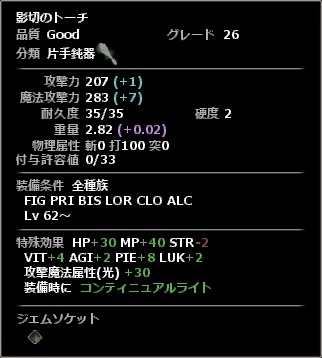 影切のトーチ
品質 Good グレード 26
分類 片手鈍器
攻撃力 207 (+1)
魔法攻撃力 283 (+7)
耐久度 35/35 硬度 2
重量 2.82 (+0.02)
物理属性 斬0 打100 突0
付与許容値 0/33
装備条件 全種族
FIG PRI BIS LOR CLO ALC
Lv 62～
特殊効果 HP+30 MP+40 STR-2
VIT+4 AGI+2 PIE+8 LUK+2
攻撃魔法属性(光) +30
装備時に コンティニュアルライト
ジェムソケット